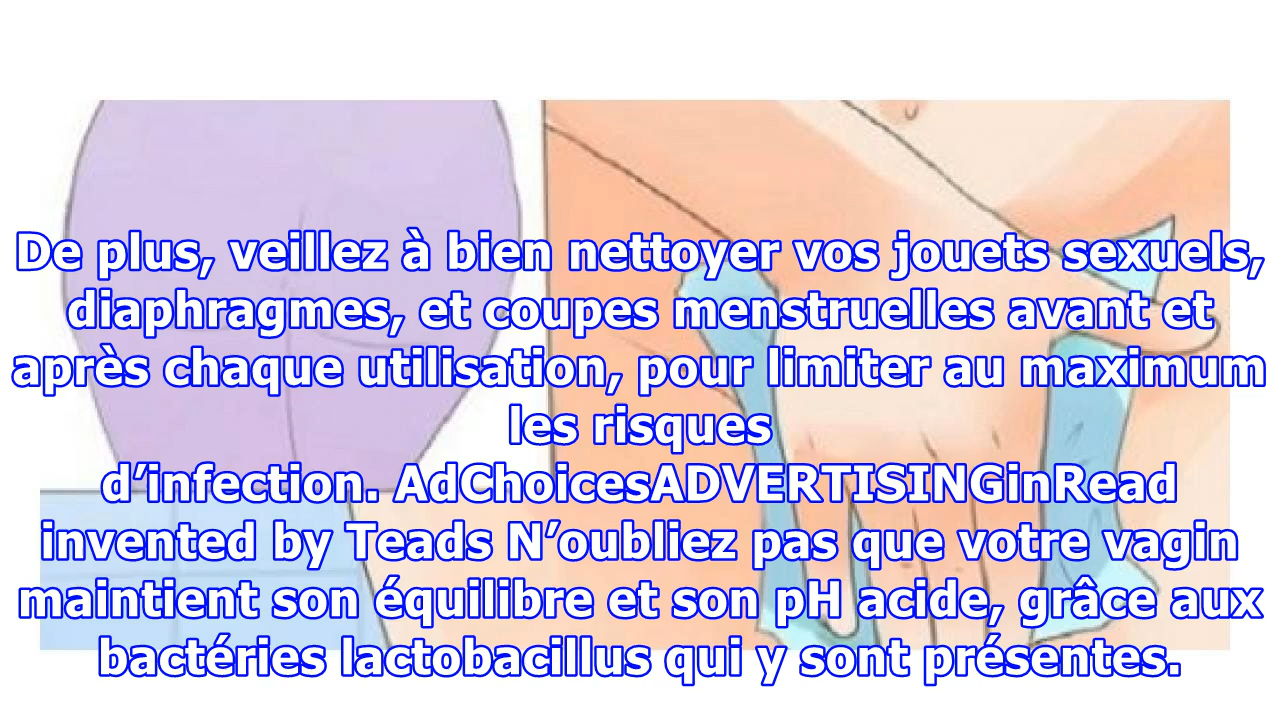 De plus, veillez à bien nettoyer vos jouets sexuels,
diaphragmes, et coupes menstruelles avant et
après chaque utilisation, pour limiter au maximum
les risques
d’infection. AdChoicesADVERTISINGinRead
invented by Teads N’oubliez pas que votre vagin
maintient son équilibre et son pH acide, grâce aux
bactéries lactobacillus qui y sont présentes.